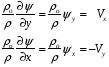 ρ₀/ρ ∂ψ/∂y = ρ₀/ρ ψ_y = V_x
ρ₀/ρ ∂ψ/∂x = ρ₀/ρ ψ_x = −V_y